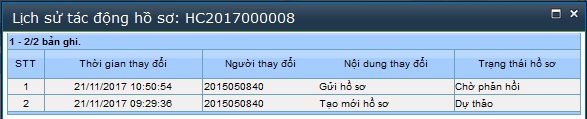 Lịch sử tác động hồ sơ: HC2017000008
1 - 2/2 bản ghi.
STT Thời gian thay đổi Người thay đổi Nội dung thay đổi Trạng thái hồ sơ
1 21/11/2017 10:50:54 2015050840 Gửi hồ sơ Chờ phản hồi
2 21/11/2017 09:29:36 2015050840 Tạo mới hồ sơ Dự thảo